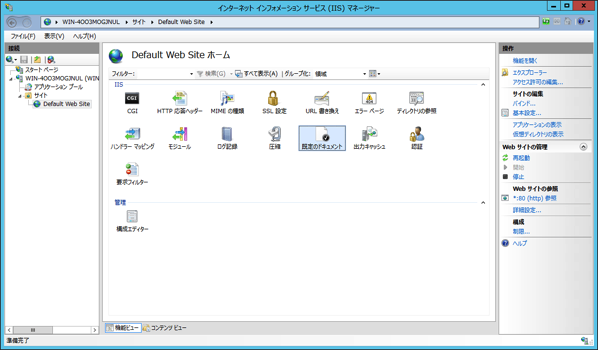 インターネット インフォメーション サービス (IIS) マネージャー
WIN-4OO3MOGJNUL ▸ サイト ▸ Default Web Site ▸
ファイル(F) 表示(V) ヘルプ(H)
接続
スタート ページ
WIN-4OO3MOGJNUL (WIN
アプリケーション プール
サイト
Default Web Site
Default Web Site ホーム
フィルター: 検索(G) すべて表示(A) グループ化: 領域
IIS
CGI
CGI
HTTP 応答ヘッダー
MIME の種類
SSL 設定
URL 書き換え
エラー ページ
ディレクトリの参照
ハンドラー マッピング
モジュール
ログ記録
圧縮
既定のドキュメント
出力キャッシュ
認証
要求フィルター
管理
構成エディター
機能ビュー コンテンツ ビュー
操作
機能を開く
エクスプローラー
アクセス許可の編集...
サイトの編集
バインド...
基本設定...
アプリケーションの表示
仮想ディレクトリの表示
Web サイトの管理
再起動
開始
停止
Web サイトの参照
*:80 (http) 参照
詳細設定...
構成
制限...
ヘルプ
準備完了